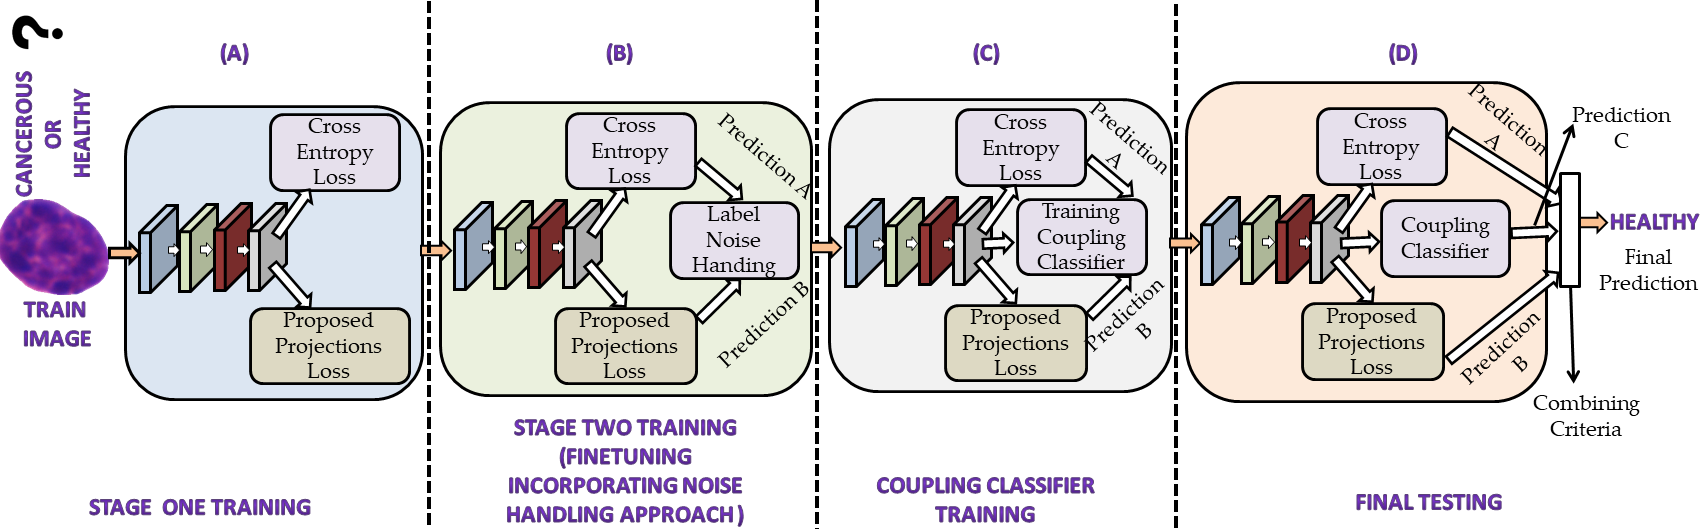 ?
CANCEROUS
OR
HEALTHY
TRAIN
IMAGE
(A)
Cross
Entropy
Loss
Proposed
Projections
Loss
STAGE ONE TRAINING
(B)
Cross
Entropy
Loss
Prediction A
Label
Noise
Handing
Prediction B
Proposed
Projections
Loss
STAGE TWO TRAINING
(FINETUNING
INCORPORATING NOISE
HANDLING APPROACH)
(C)
Cross
Entropy
Loss
Prediction
A
Training
Coupling
Classifier
Prediction
B
Proposed
Projections
Loss
COUPLING CLASSIFIER
TRAINING
(D)
Cross
Entropy
Loss
Prediction
A
Coupling
Classifier
Proposed
Projections
Loss
Prediction
B
Prediction
C
HEALTHY
Final
Prediction
Combining
Criteria
FINAL TESTING